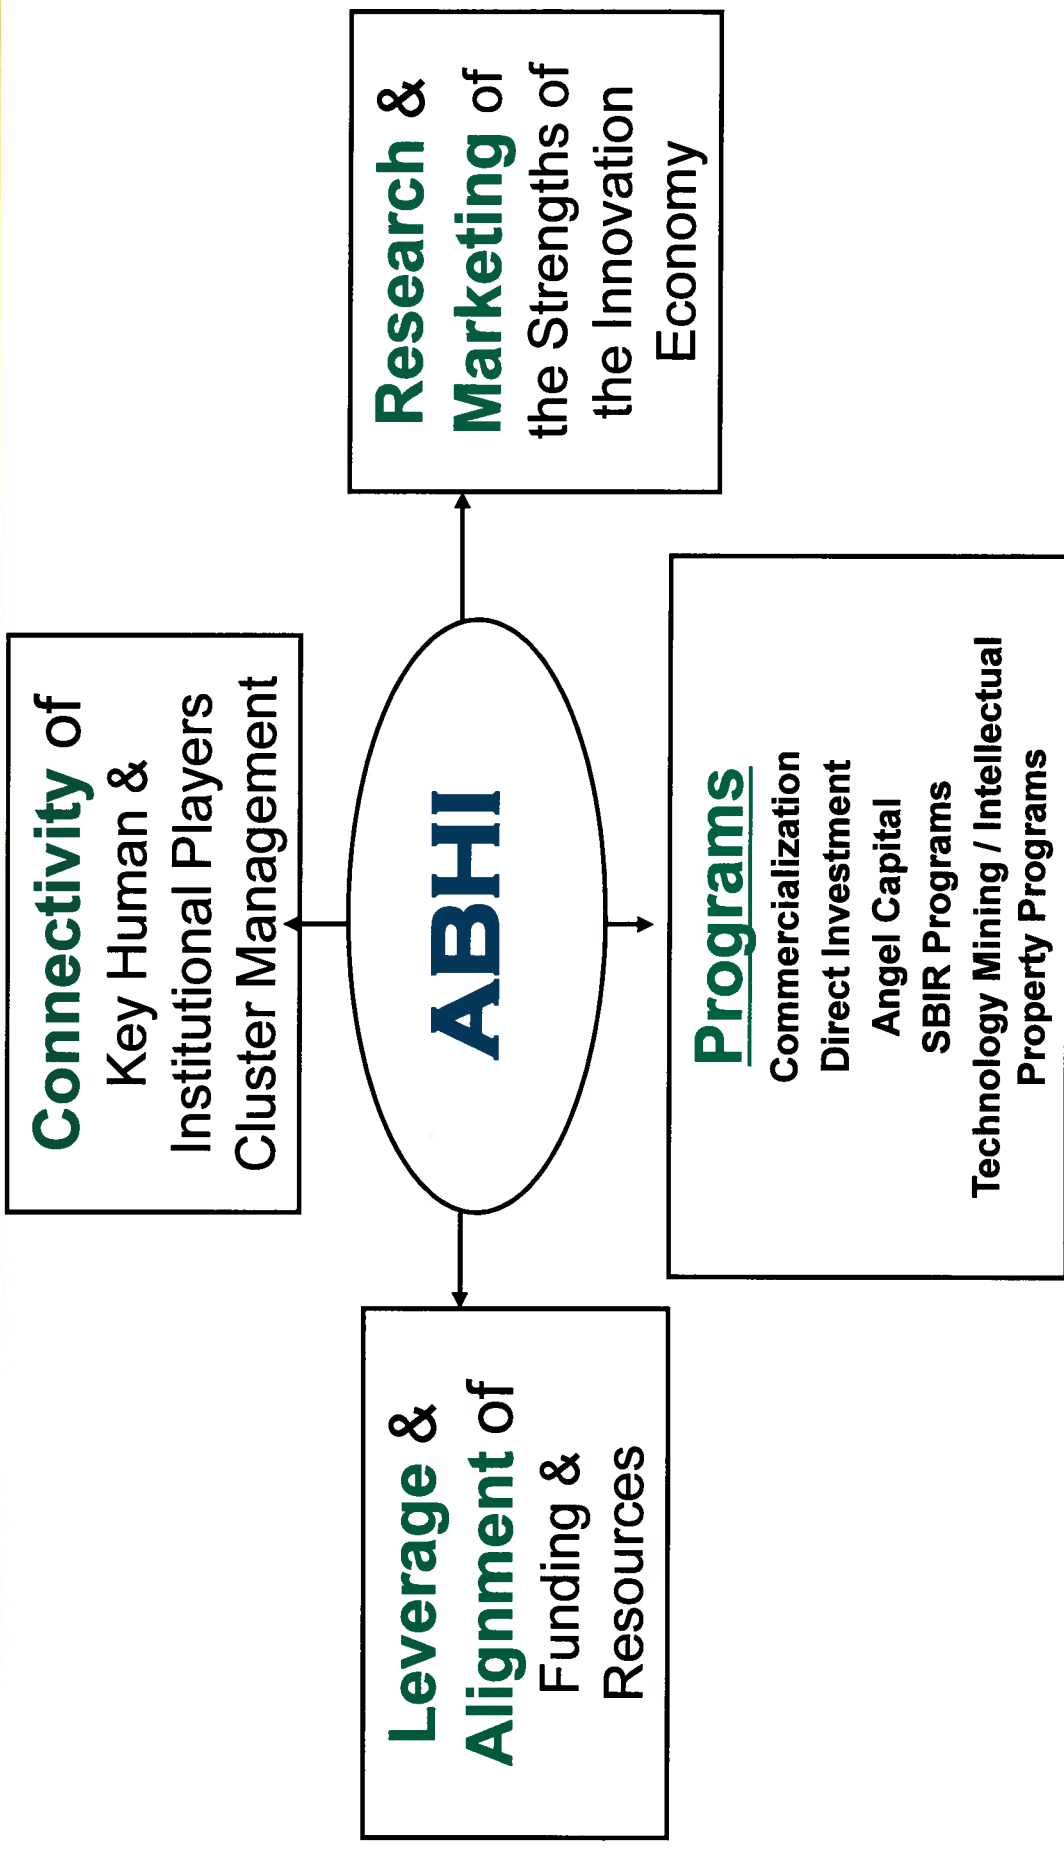 Connectivity of
Key Human &
Institutional Players
Cluster Management
Leverage &
Alignment of
Funding &
Resources
ABHI
Research &
Marketing of
the Strengths of
the Innovation
Economy
Programs
Commercialization
Direct Investment
Angel Capital
SBIR Programs
Technology Mining / Intellectual
Property Programs